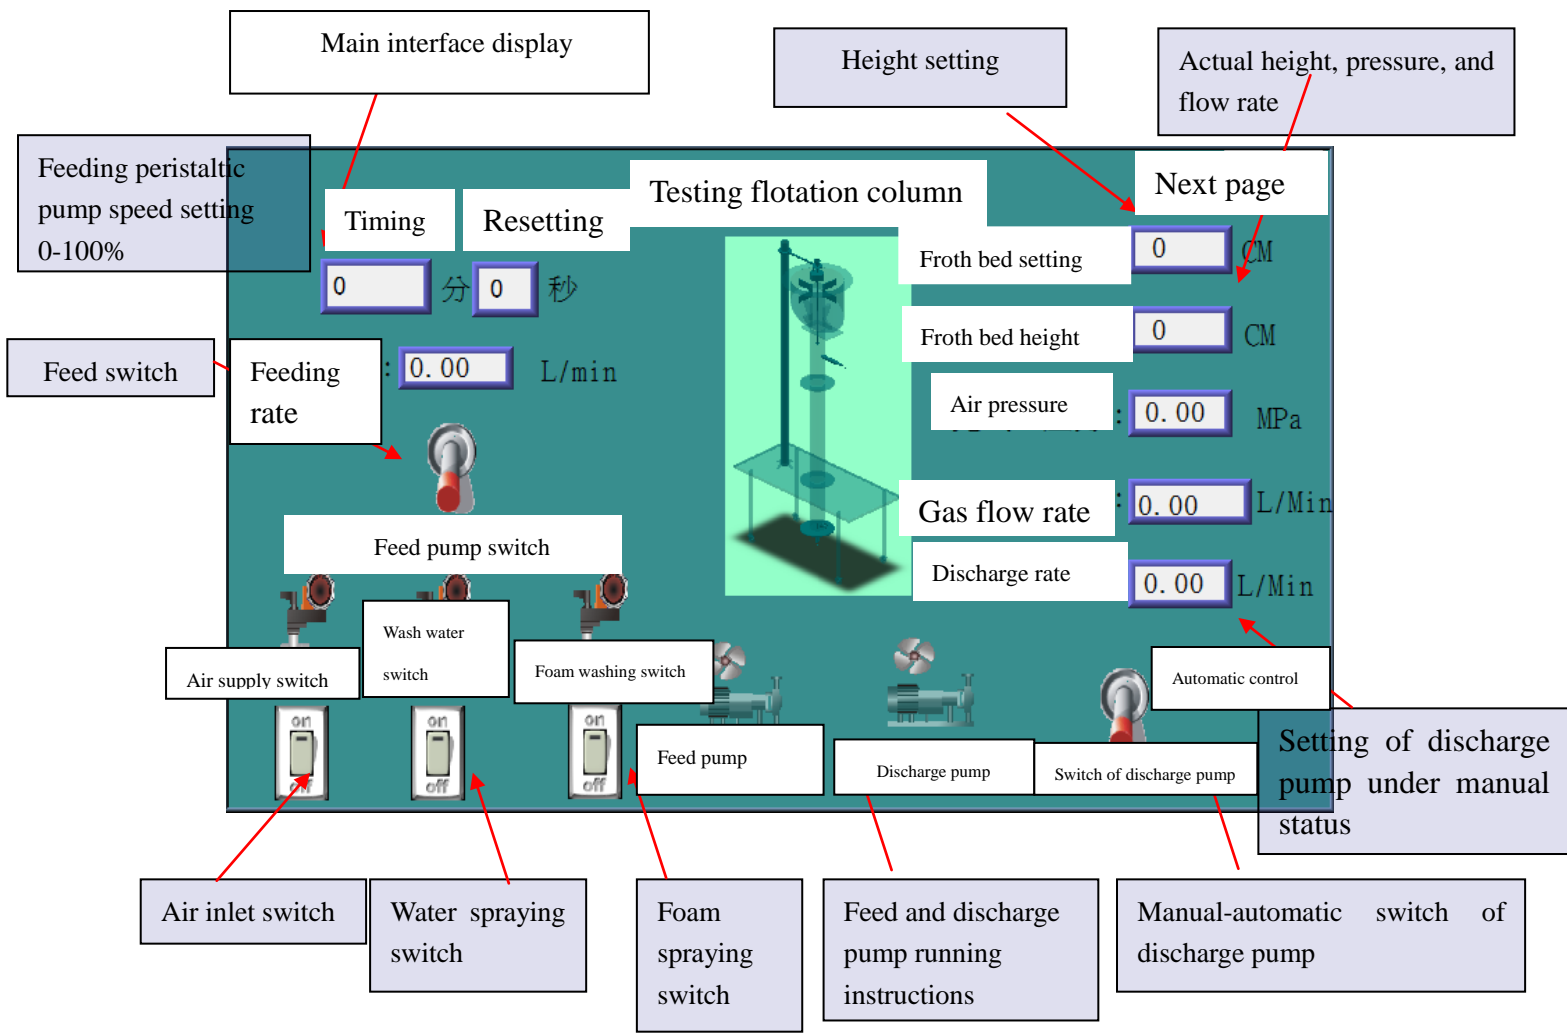 Main interface display
Height setting
Actual height, pressure, and
flow rate
Feeding peristaltic
pump speed setting
0-100%
Timing
Resetting
Testing flotation column
Next page
0
分
0
秒
Froth bed setting
0
CM
Froth bed height
0
CM
Feed switch
Feeding
rate
:
0.00
L/min
Air pressure
:
0.00
MPa
Gas flow rate
:
0.00
L/Min
Feed pump switch
Discharge rate
0.00
L/Min
Wash water
switch
Air supply switch
Foam washing switch
Automatic control
on
off
on
off
on
off
Feed pump
Discharge pump
Switch of discharge pump
Setting of discharge
pump under manual
status
Air inlet switch
Water spraying
switch
Foam
spraying
switch
Feed and discharge
pump running
instructions
Manual-automatic switch of
discharge pump